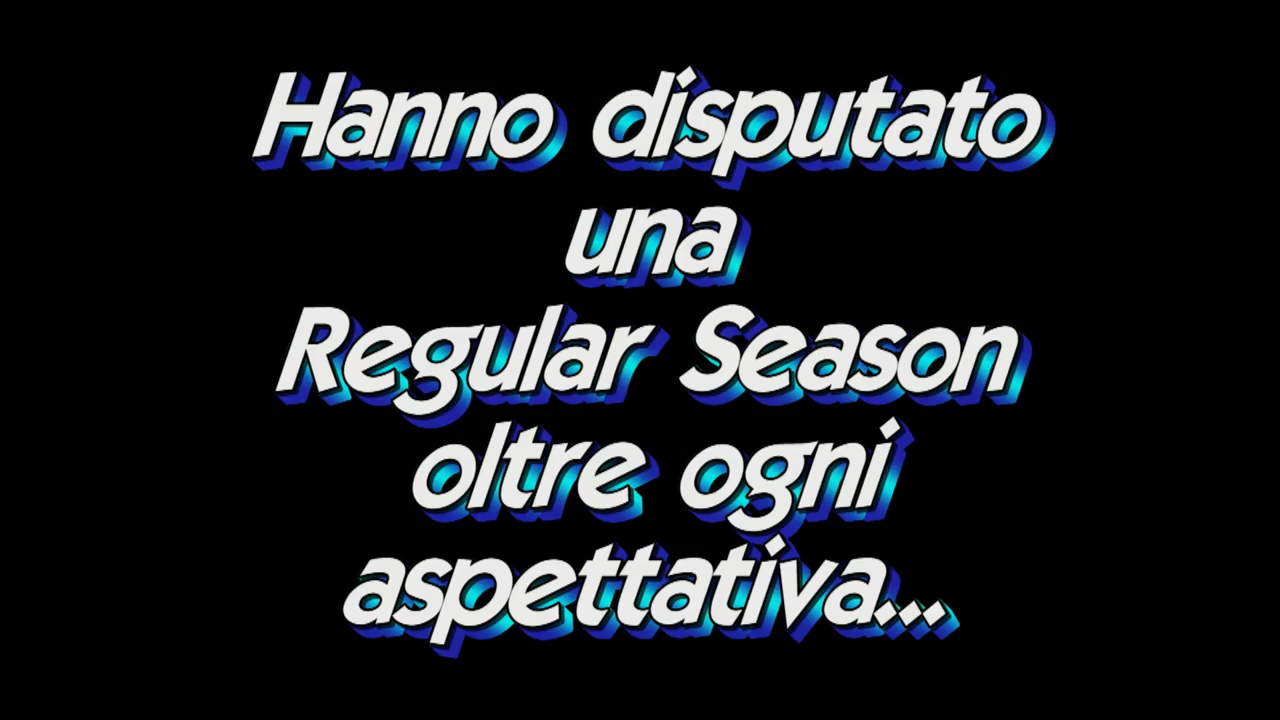 Hanno disputato
una
Regular Season
oltre ogni
aspettativa...